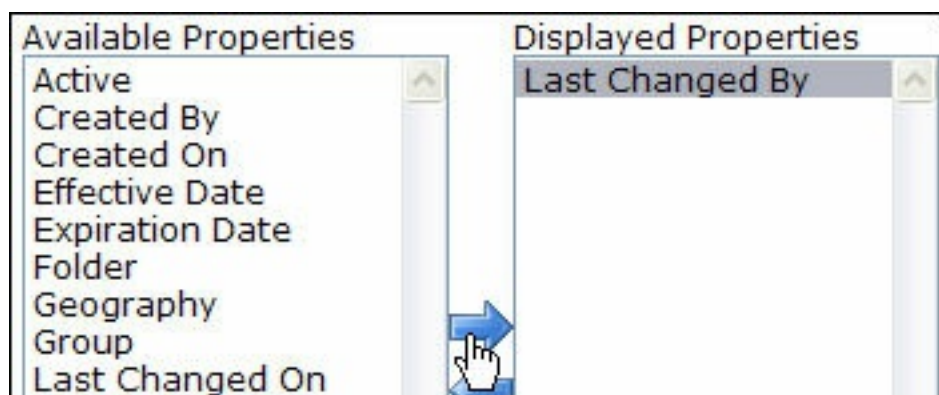 Available Properties
Active
Created By
Created On
Effective Date
Expiration Date
Folder
Geography
Group
Last Changed On
Displayed Properties
Last Changed By